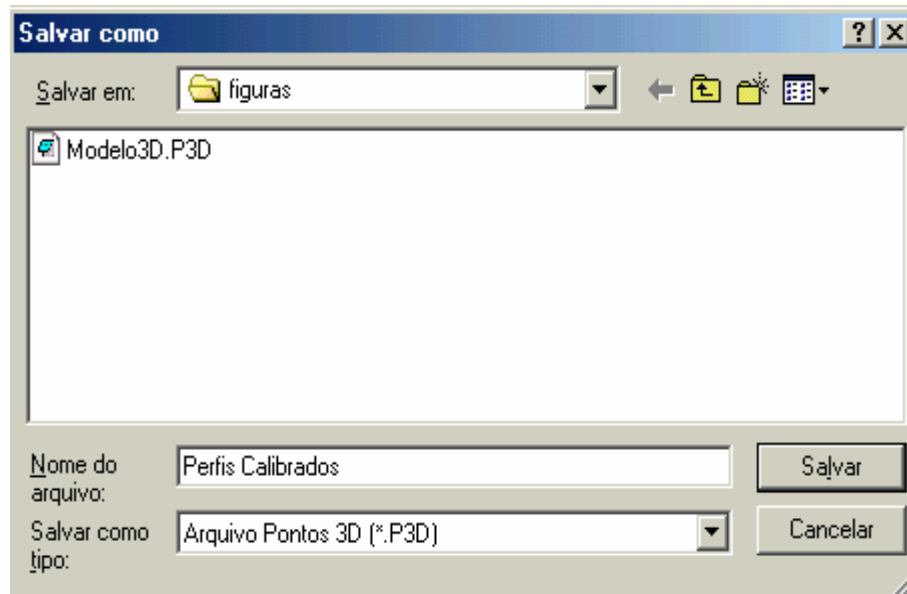 Salvar como
Salvar em: figuras
Modelo3D.P3D
Nome do arquivo: Perfis Calibrados Salvar
Salvar como tipo: Arquivo Pontos 3D (*.P3D) Cancelar